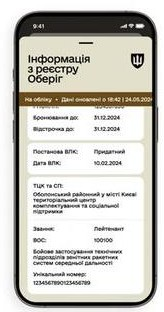 9:41
Інформація
з реєстру
Оберіг
На обліку • Дані оновлені о 18:42 | 24.05.2024
Бронювання до: 31.12.2024
Відстрочка до: 31.12.2024
Постанова ВЛК: Придатний
Дата ВЛК: 10.02.2024
ТЦК та СП:
Оболонський районний у місті Києві
територіальний центр
комплектування та соціальної
підтримки
Звання: Лейтенант
ВОС: 100100
Бойове застосування технічних
підрозділів зенітних ракетних
систем середньої дальності
Унікальний номер:
1234567890123456789